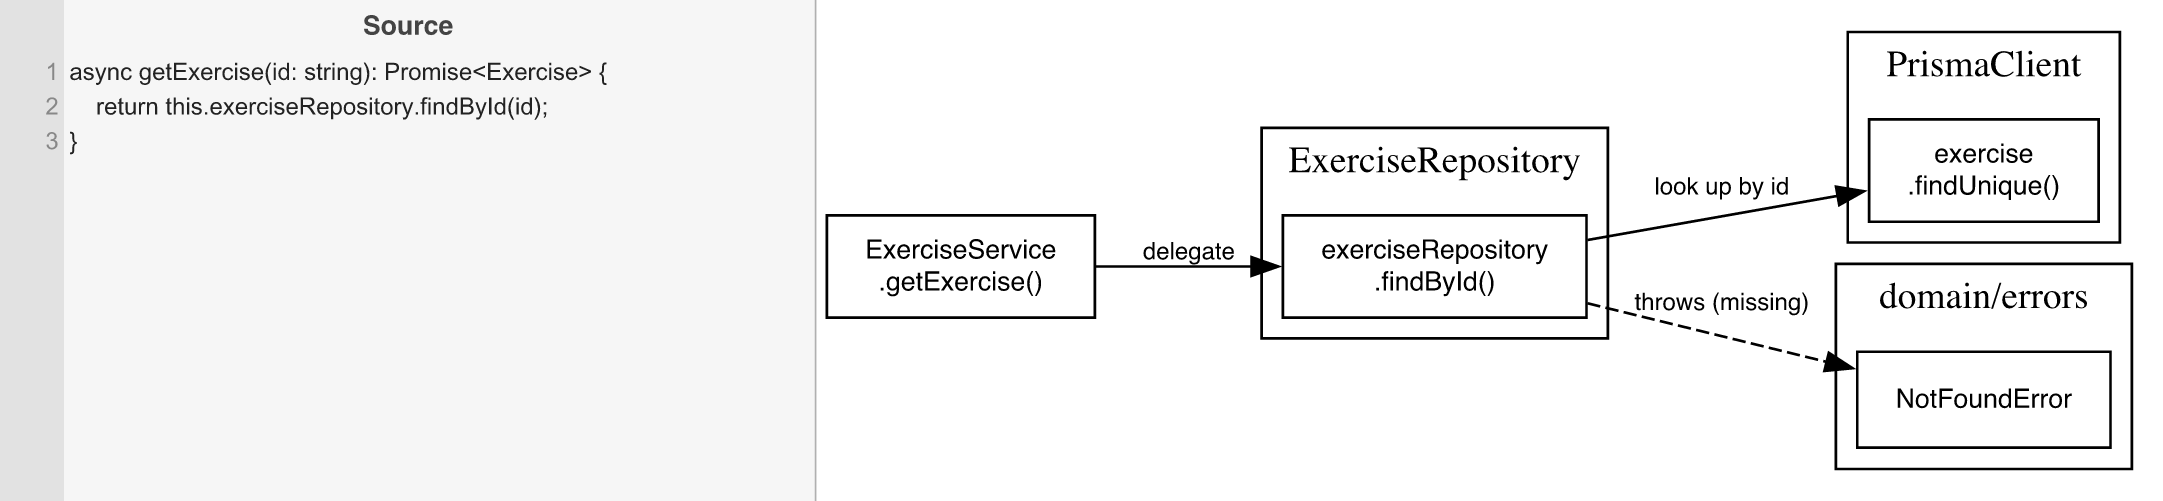 Source
1 async getExercise(id: string): Promise<Exercise> {
2 return this.exerciseRepository.findById(id);
3 }
ExerciseService
.getExercise()
delegate
ExerciseRepository
exerciseRepository
.findById()
look up by id
throws (missing)
PrismaClient
exercise
.findUnique()
domain/errors
NotFoundError